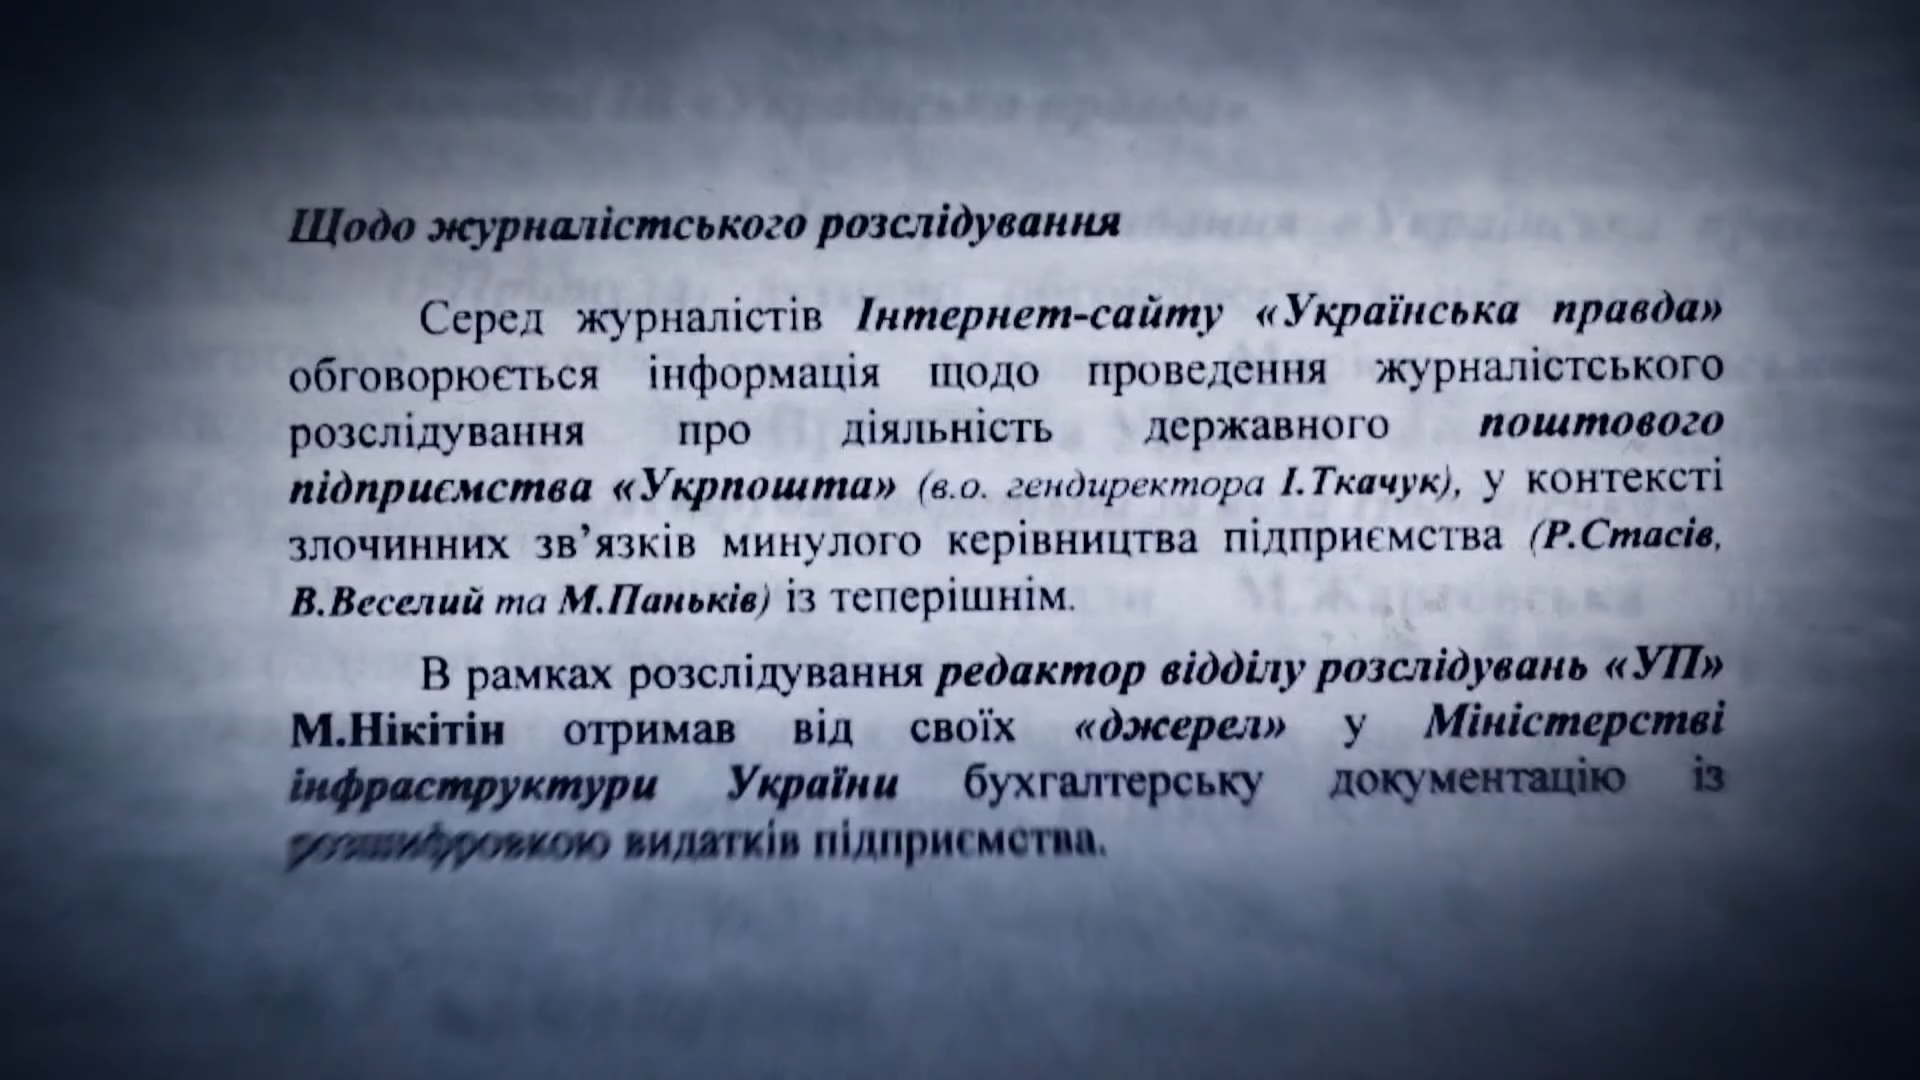 Щодо журналістського розслідування
Серед журналістів Інтернет-сайту «Українська правда»
обговорюється інформація щодо проведення журналістського
розслідування про діяльність державного поштового
підприємства «Укрпошта» (в.о. гендиректора І.Ткачук), у контексті
злочинних зв’язків минулого керівництва підприємства (Р.Стасів,
В.Веселий та М.Паньків) із теперішнім.
В рамках розслідування редактор відділу розслідувань «УП»
М.Нікітін отримав від своїх «джерел» у Міністерстві
інфраструктури України бухгалтерську документацію із
розшифровкою видатків підприємства.